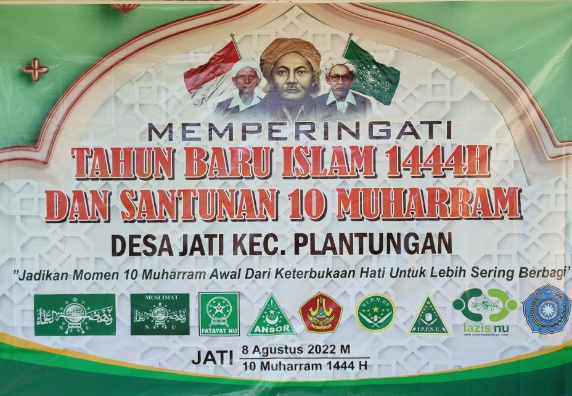 MEMPERINGATI
TAHUN BARU ISLAM 1444H
DAN SANTUNAN 10 MUHARRAM
DESA JATI KEC. PLANTUNGAN
"Jadikan Momen 10 Muharram Awal Dari Keterbukaan Hati Untuk Lebih Sering Berbagi"
MUSLIMAT
NU
FATAYAT NU
ANSOR
I.P.N.U
I.P.P.N.U
lazisnu
JATI 8 Agustus 2022 M
10 Muharram 1444 H